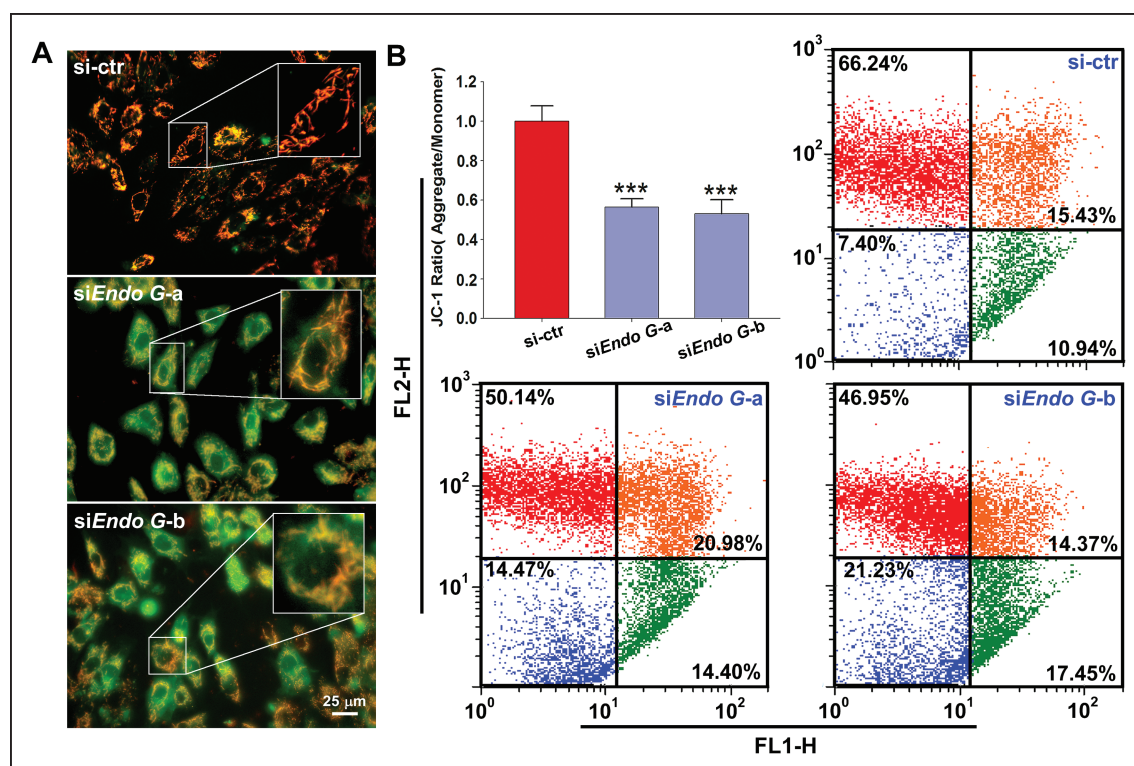 A
si-ctr
siEndo G-a
siEndo G-b
25 μm
B
JC-1 Ratio( Aggregate/Monomer)
1.2
1.0
0.8
0.6
0.4
0.2
0.0
***
***
si-ctr
siEndo G-a
siEndo G-b
FL2-H
10³
10²
10¹
10⁰
66.24%
si-ctr
15.43%
7.40%
10.94%
10³
10²
10¹
50.14%
siEndo G-a
20.98%
14.47%
14.40%
10⁰
10¹
10²
46.95%
siEndo G-b
14.37%
21.23%
17.45%
10⁰
10¹
10²
FL1-H